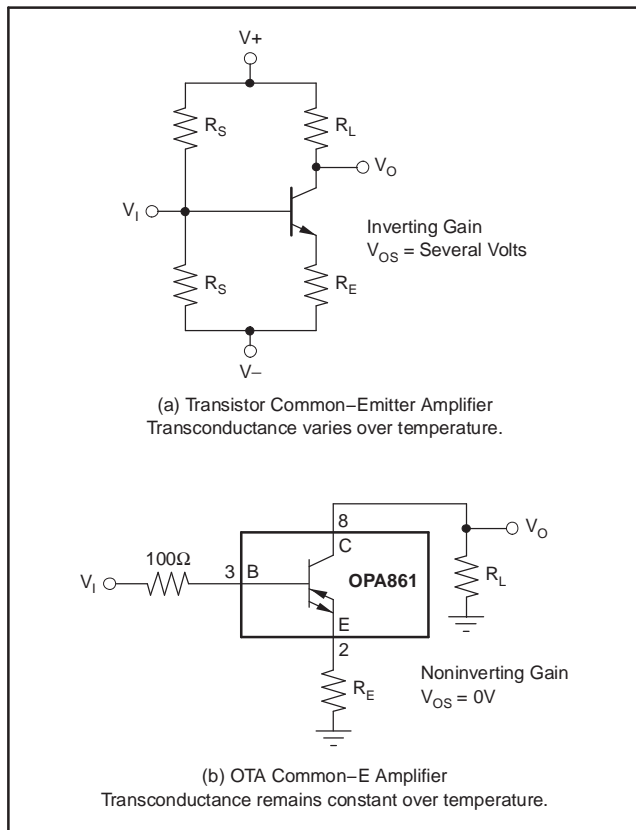 V+
R_S
R_L
V_O
V_I
Inverting Gain
V_OS = Several Volts
R_S
R_E
V−
(a) Transistor Common−Emitter Amplifier
Transconductance varies over temperature.
8
C
V_O
100Ω
V_I
3
B
OPA861
R_L
E
2
Noninverting Gain
V_OS = 0V
R_E
(b) OTA Common−E Amplifier
Transconductance remains constant over temperature.